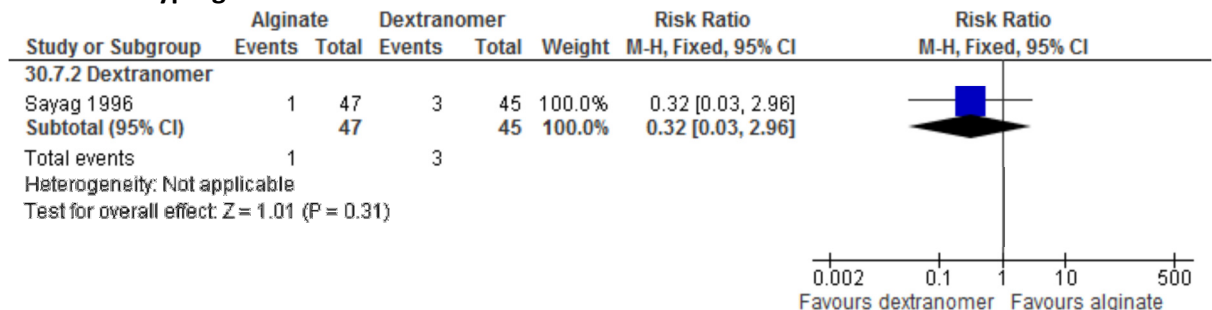 Alginate Dextranomer Risk Ratio Risk Ratio
Study or Subgroup Events Total Events Total Weight M-H, Fixed, 95% CI M-H, Fixed, 95% CI
30.7.2 Dextranomer
Sayag 1996 1 47 3 45 100.0% 0.32 [0.03, 2.96]
Subtotal (95% CI) 47 45 100.0% 0.32 [0.03, 2.96]
Total events 1 3
Heterogeneity: Not applicable
Test for overall effect: Z = 1.01 (P = 0.31)
0.002 0.1 1 10 500
Favours dextranomer Favours alginate